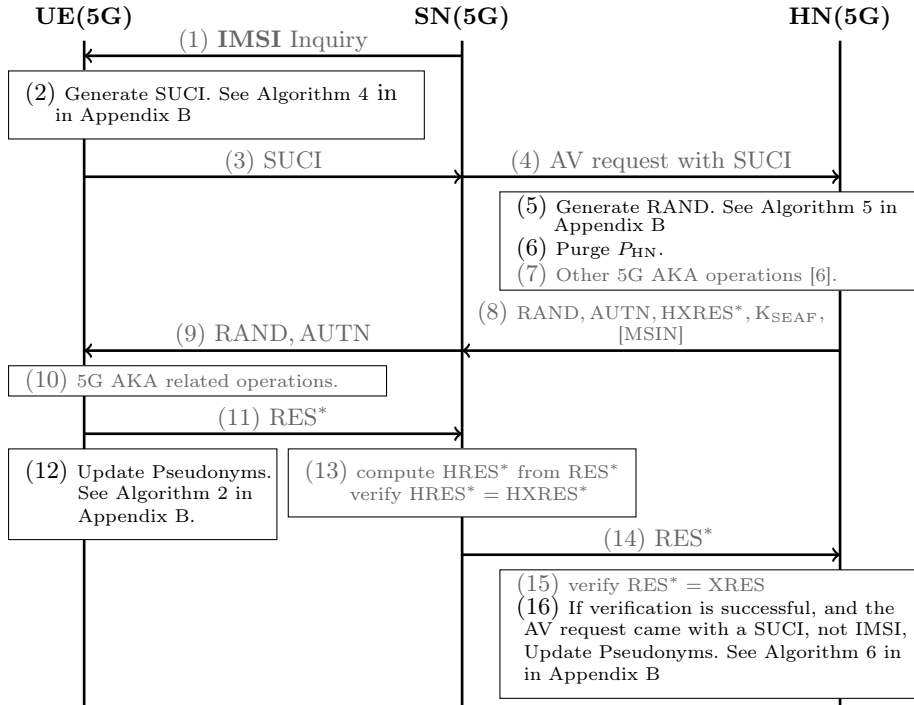 UE(5G) SN(5G) HN(5G)
(1) IMSI Inquiry
(2) Generate SUCI. See Algorithm 4 in
in Appendix B
(3) SUCI
(4) AV request with SUCI
(5) Generate RAND. See Algorithm 5 in
Appendix B
(6) Purge P_HN.
(7) Other 5G AKA operations [6].
(8) RAND, AUTN, HXRES*, K_SEAF,
[MSIN]
(9) RAND, AUTN
(10) 5G AKA related operations.
(11) RES*
(12) Update Pseudonyms.
See Algorithm 2 in
Appendix B.
(13) compute HRES* from RES*
verify HRES* = HXRES*
(14) RES*
(15) verify RES* = XRES
(16) If verification is successful, and the
AV request came with a SUCI, not IMSI,
Update Pseudonyms. See Algorithm 6 in
in Appendix B